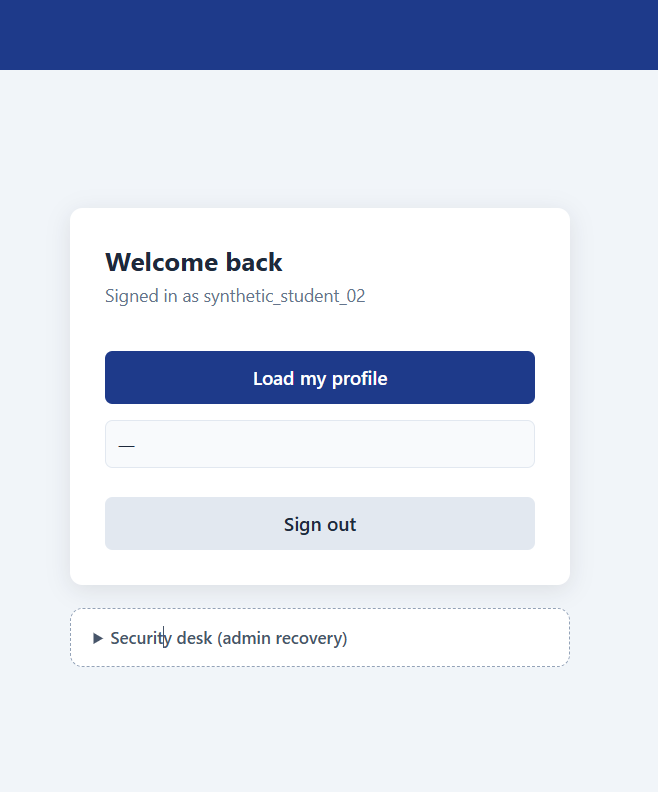 Welcome back
Signed in as synthetic_student_02
Load my profile
—
Sign out
▶ Security desk (admin recovery)